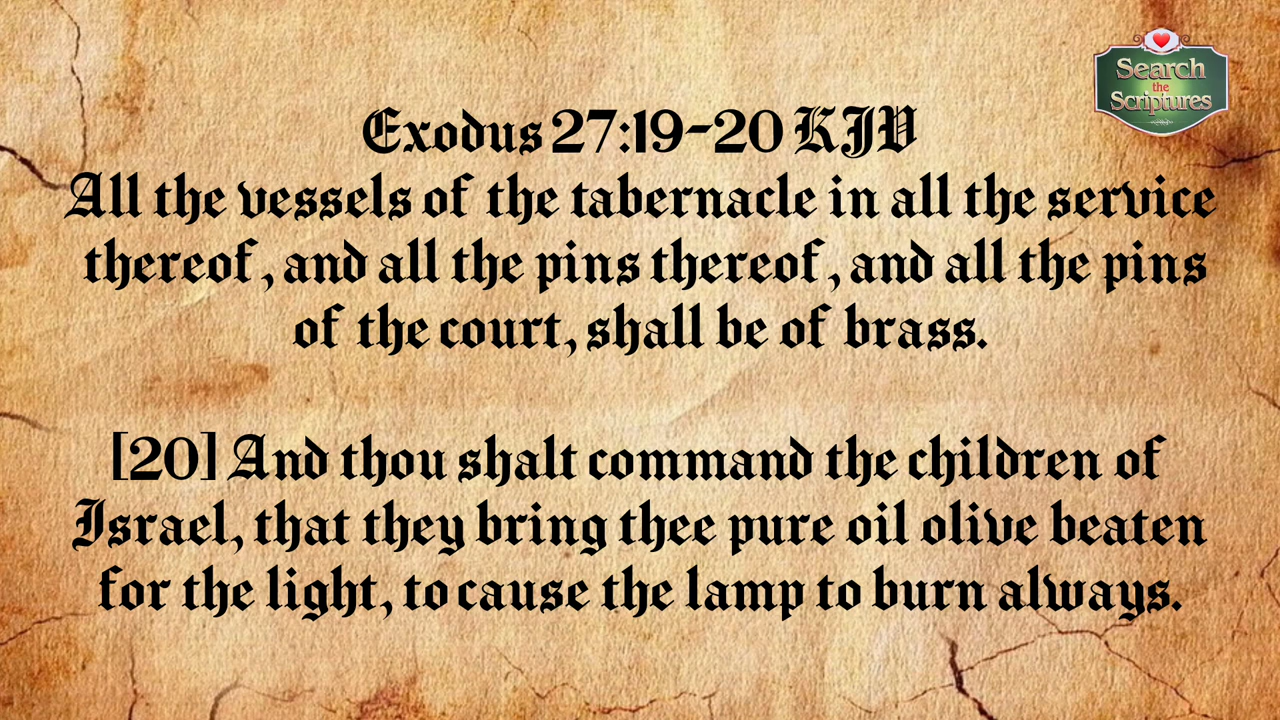 Search
the
Scriptures
Exodus 27:19-20 KJV
All the vessels of the tabernacle in all the service
thereof, and all the pins thereof, and all the pins
of the court, shall be of brass.
[20] And thou shalt command the children of
Israel, that they bring thee pure oil olive beaten
for the light, to cause the lamp to burn always.